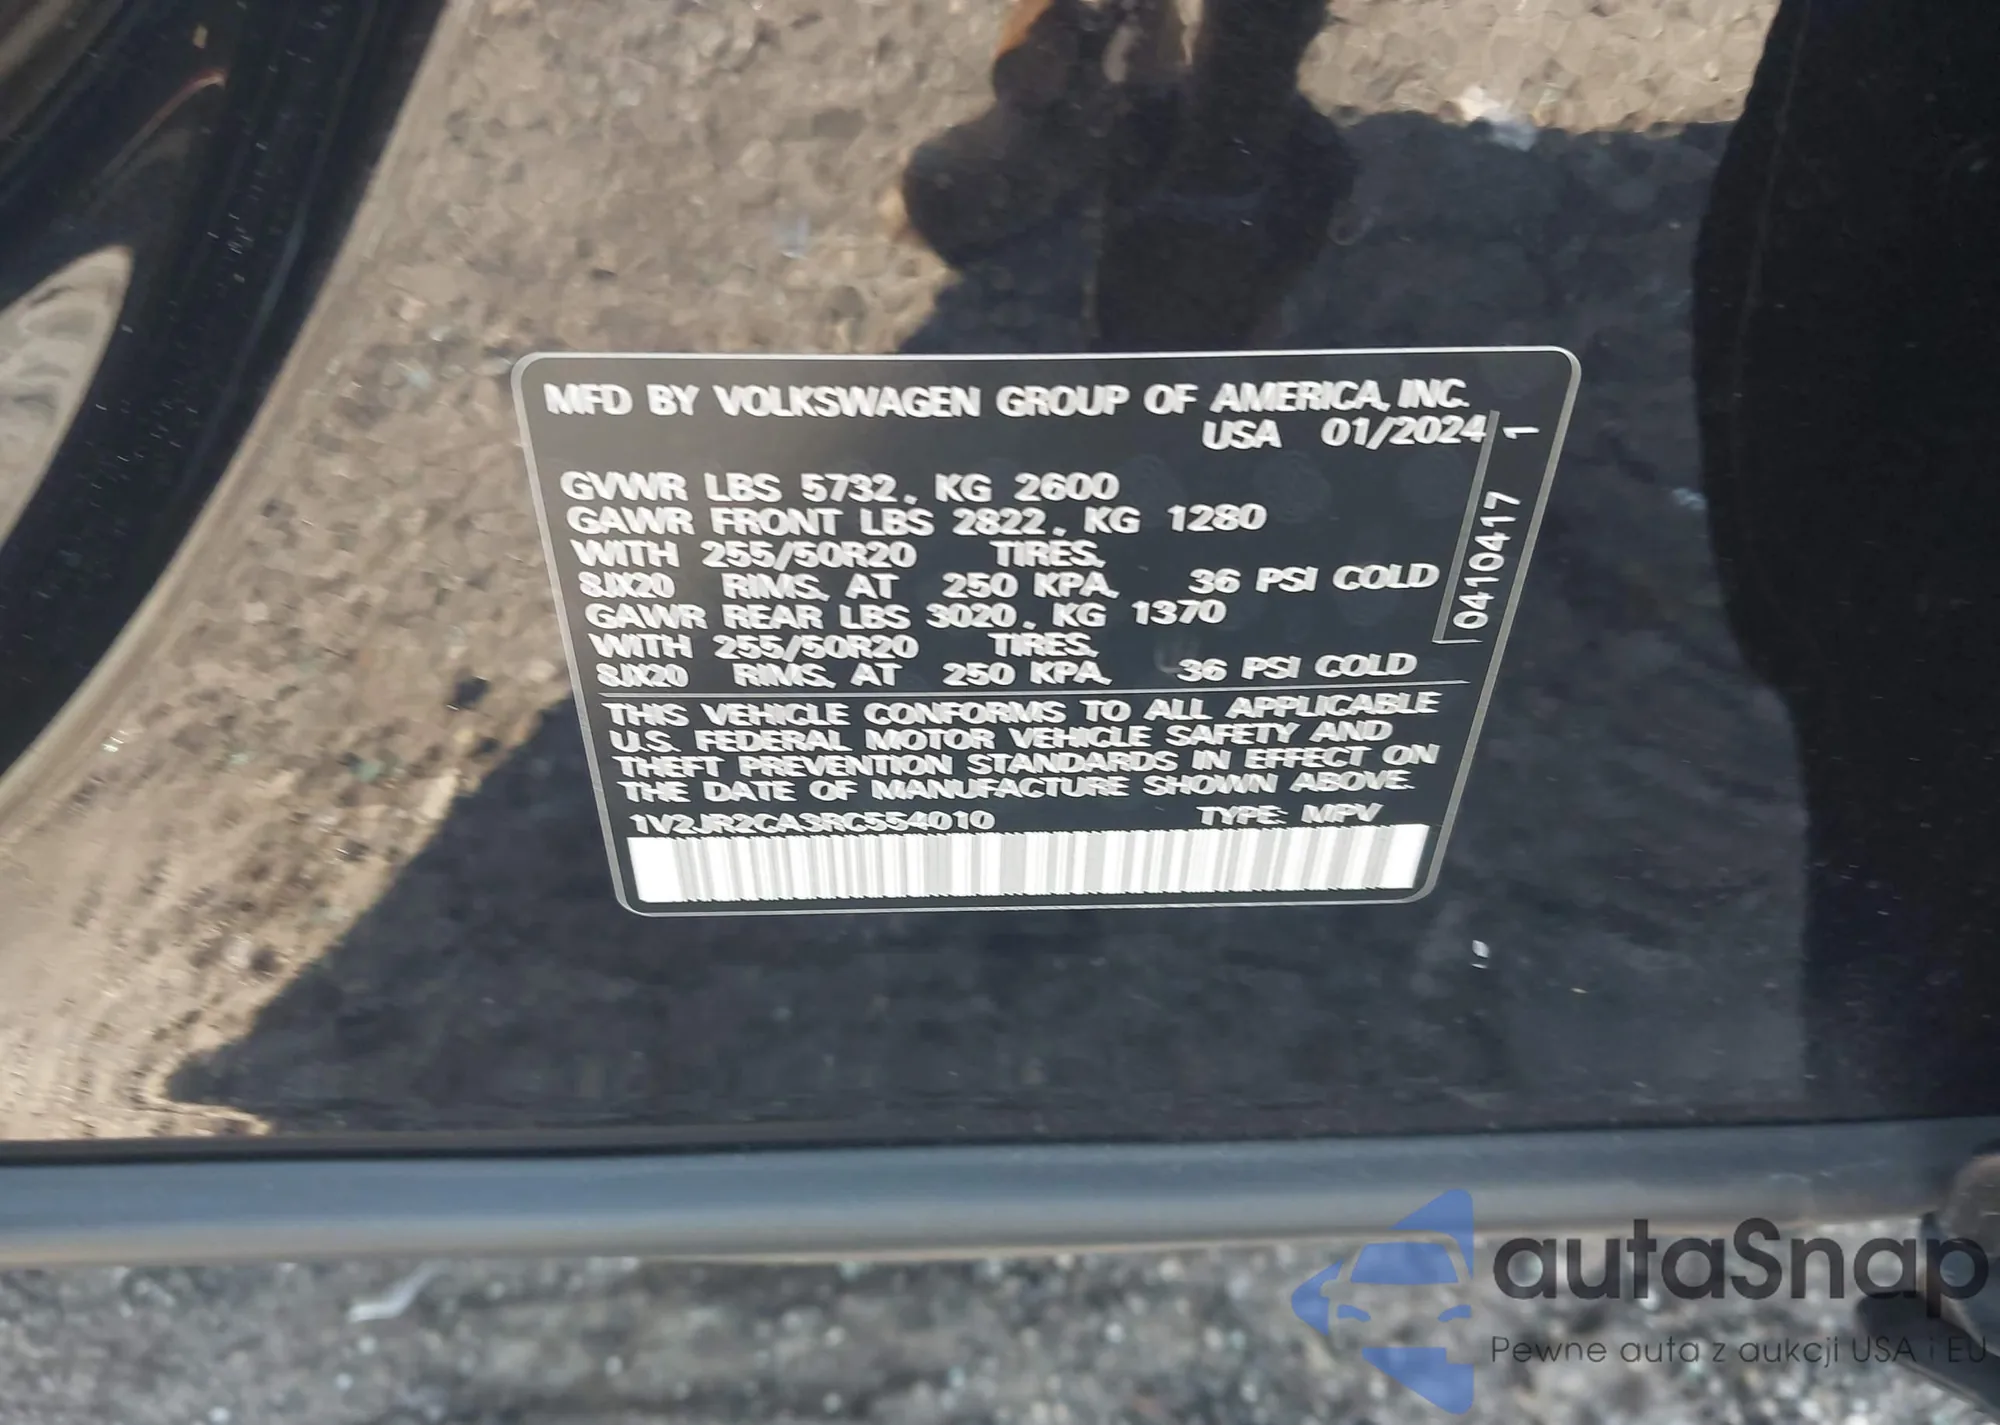 MFD BY VOLKSWAGEN GROUP OF AMERICA, INC.
USA 01/2024
GVWR LBS 5732, KG 2600
GAWR FRONT LBS 2822, KG 1280
WITH 255/50R20 TIRES,
8JX20 RIMS, AT 250 KPA, 36 PSI COLD
GAWR REAR LBS 3020, KG 1370
WITH 255/50R20 TIRES,
8JX20 RIMS, AT 250 KPA, 36 PSI COLD
THIS VEHICLE CONFORMS TO ALL APPLICABLE
U.S. FEDERAL MOTOR VEHICLE SAFETY AND
THEFT PREVENTION STANDARDS IN EFFECT ON
THE DATE OF MANUFACTURE SHOWN ABOVE.
1V2JR2CA3RC554010 TYPE: MPV
04104171 1
autaSnap
Pewne auta z aukcji USA i EU